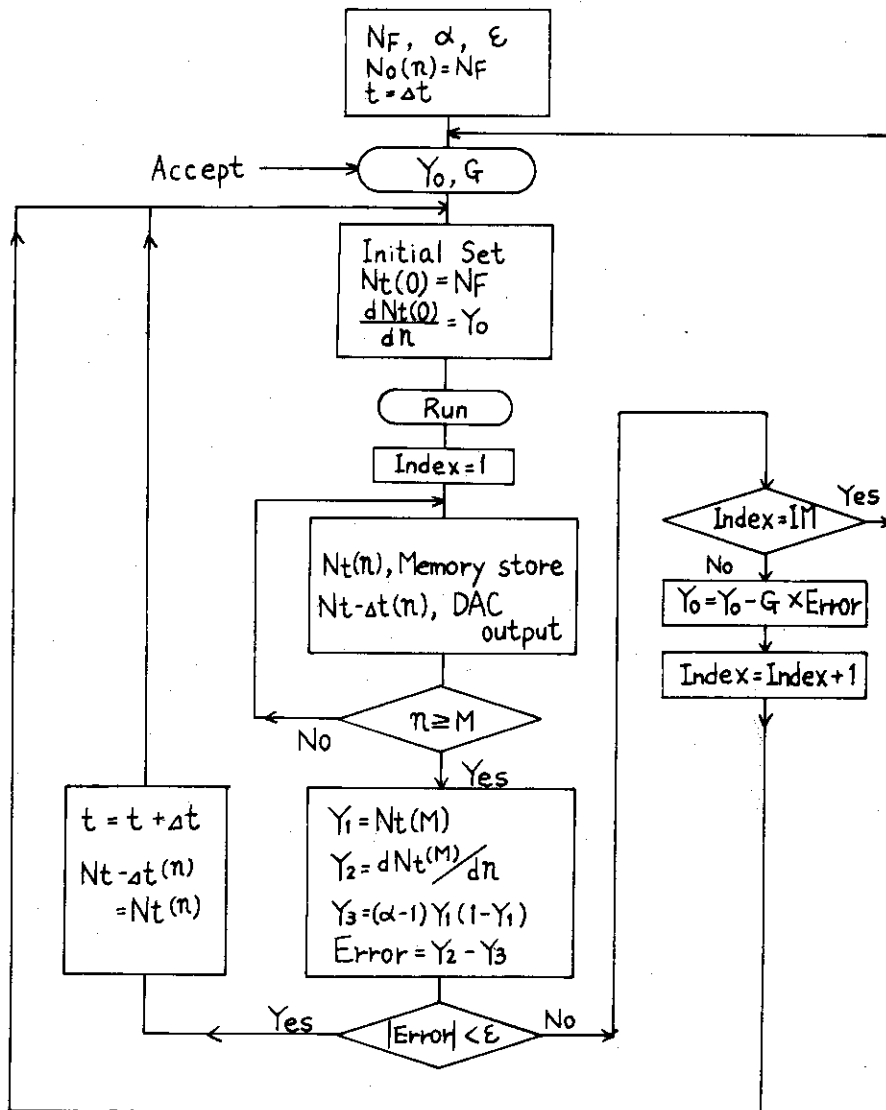 NF, α, ε
No(n)=NF
t=Δt
Accept
Yo, G
Initial Set
Nt(0)=NF
dNt(0)
dn
=Yo
Run
Index=1
Nt(n), Memory store
Nt-Δt(n), DAC
output
n≥M
No
Yes
Y1=Nt(M)
Y2=dNt(M)/dn
Y3=(α-1)Y1(1-Y1)
Error=Y2-Y3
|Error|<ε
Yes
No
t=t+Δt
Nt-Δt(n)
=Nt(n)
Index=IM
Yes
No
Yo=Yo-G×Error
Index=Index+1